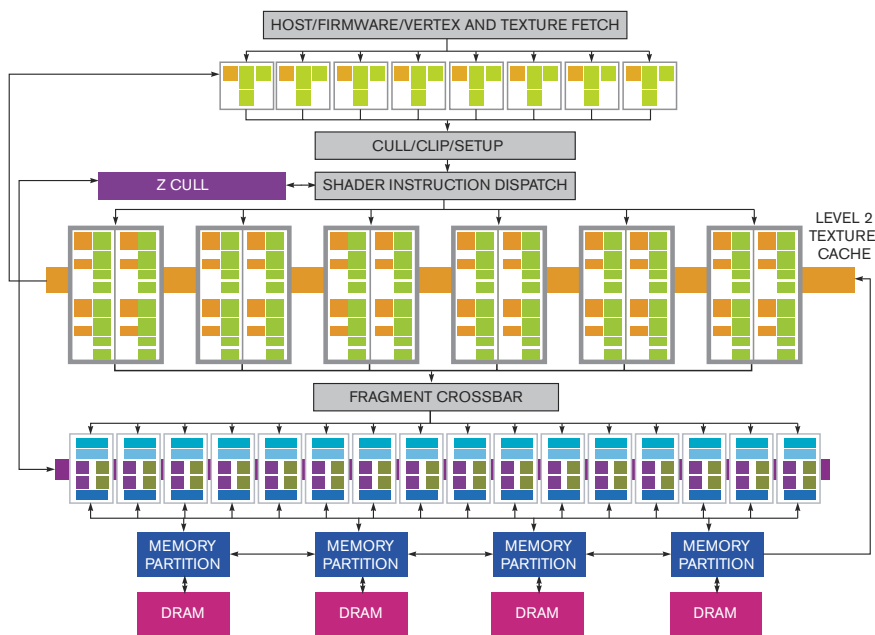 HOST/FIRMWARE/VERTEX AND TEXTURE FETCH
CULL/CLIP/SETUP
Z CULL
SHADER INSTRUCTION DISPATCH
LEVEL 2
TEXTURE
CACHE
FRAGMENT CROSSBAR
MEMORY
PARTITION
MEMORY
PARTITION
MEMORY
PARTITION
MEMORY
PARTITION
DRAM
DRAM
DRAM
DRAM